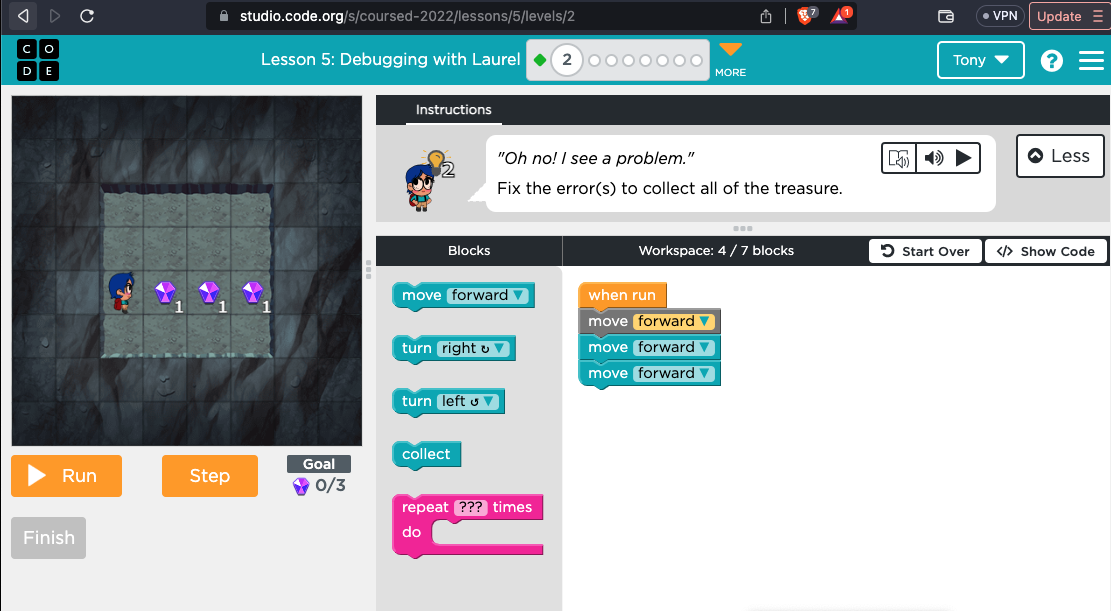 studio.code.org/s/coursed-2022/lessons/5/levels/2
7
1
VPN
Update
C O
D E
Lesson 5: Debugging with Laurel
2
MORE
Tony
?
Instructions
2
"Oh no! I see a problem."
Fix the error(s) to collect all of the treasure.
Less
Blocks
Workspace: 4 / 7 blocks
Start Over
</> Show Code
1 1 1
move forward
turn right ↻
turn left ↺
collect
repeat ??? times
do
when run
move forward
move forward
move forward
Run
Step
Goal
0/3
Finish